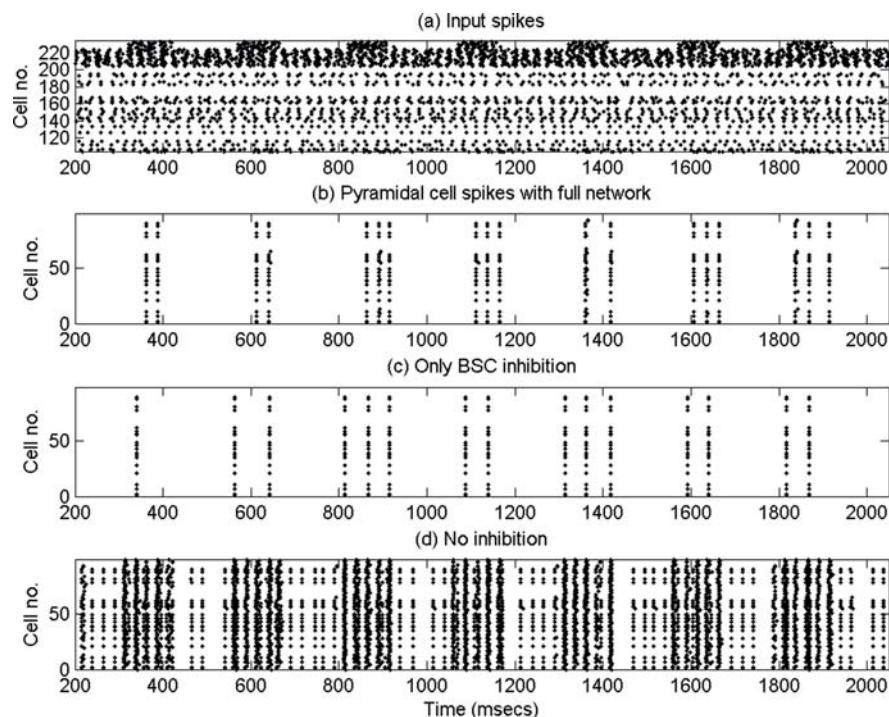 (a) Input spikes
Cell no.
220
200
180
160
140
120
200 400 600 800 1000 1200 1400 1600 1800 2000
(b) Pyramidal cell spikes with full network
Cell no.
50
0
200 400 600 800 1000 1200 1400 1600 1800 2000
(c) Only BSC inhibition
Cell no.
50
0
200 400 600 800 1000 1200 1400 1600 1800 2000
(d) No inhibition
Cell no.
50
0
200 400 600 800 1000 1200 1400 1600 1800 2000
Time (msecs)